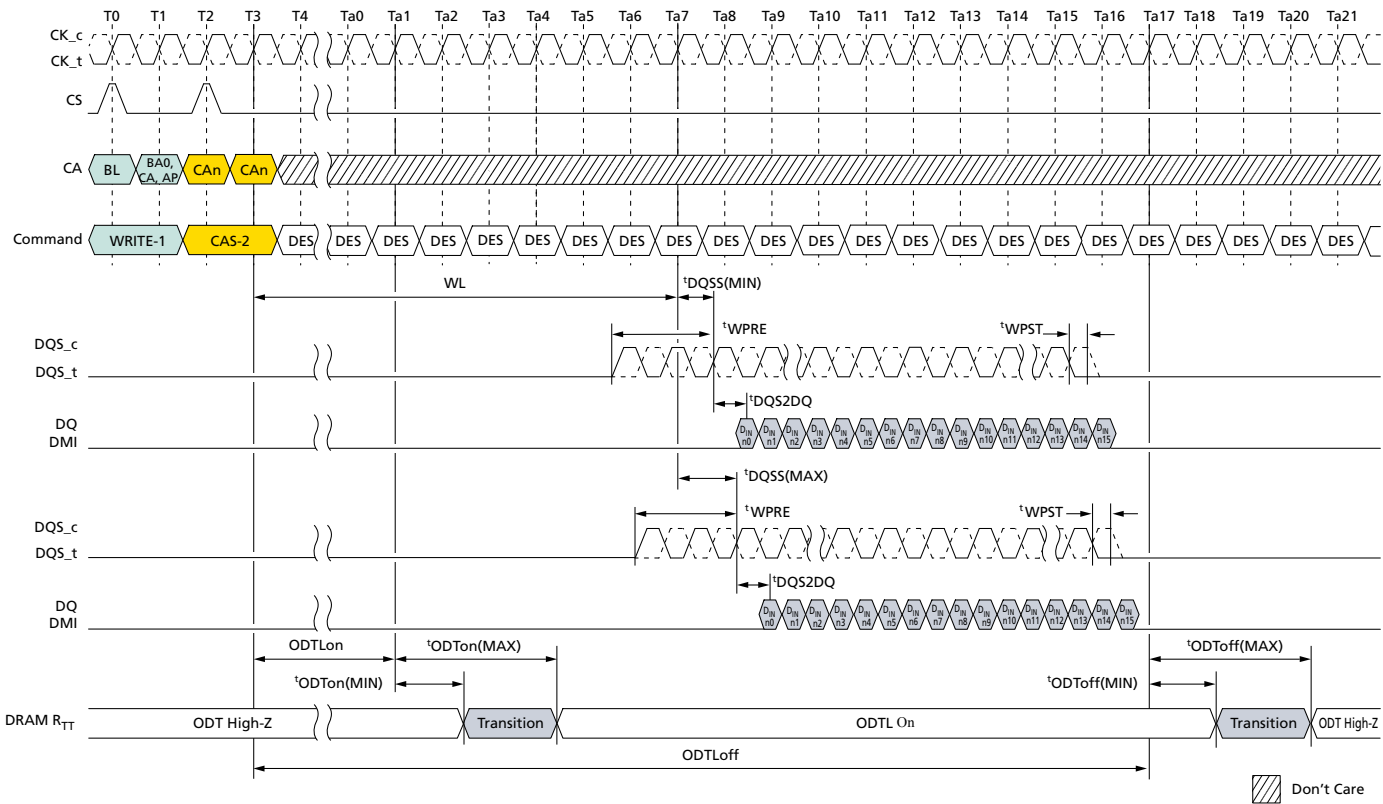 T0 T1 T2 T3 T4 Ta0 Ta1 Ta2 Ta3 Ta4 Ta5 Ta6 Ta7 Ta8 Ta9 Ta10 Ta11 Ta12 Ta13 Ta14 Ta15 Ta16 Ta17 Ta18 Ta19 Ta20 Ta21
CK_c
CK_t
CS
CA BL BA0, CA, AP CAn CAn
Command WRITE-1 CAS-2 DES DES DES DES DES DES DES DES DES DES DES DES DES DES DES DES DES DES DES DES DES DES DES
WL tDQSS(MIN)
tWPRE tWPST
DQS_c
DQS_t
tDQS2DQ
DQ
DMI
DIN n0 DIN n1 DIN n2 DIN n3 DIN n4 DIN n5 DIN n6 DIN n7 DIN n8 DIN n9 DIN n10 DIN n11 DIN n12 DIN n13 DIN n14 DIN n15
tDQSS(MAX)
tWPRE tWPST
DQS_c
DQS_t
tDQS2DQ
DQ
DMI
DIN n0 DIN n1 DIN n2 DIN n3 DIN n4 DIN n5 DIN n6 DIN n7 DIN n8 DIN n9 DIN n10 DIN n11 DIN n12 DIN n13 DIN n14 DIN n15
ODTLon tODTon(MAX) tODToff(MAX)
tODTon(MIN) tODToff(MIN)
DRAM RTT ODT High-Z Transition ODTL On Transition ODT High-Z
ODTLoff
Don't Care